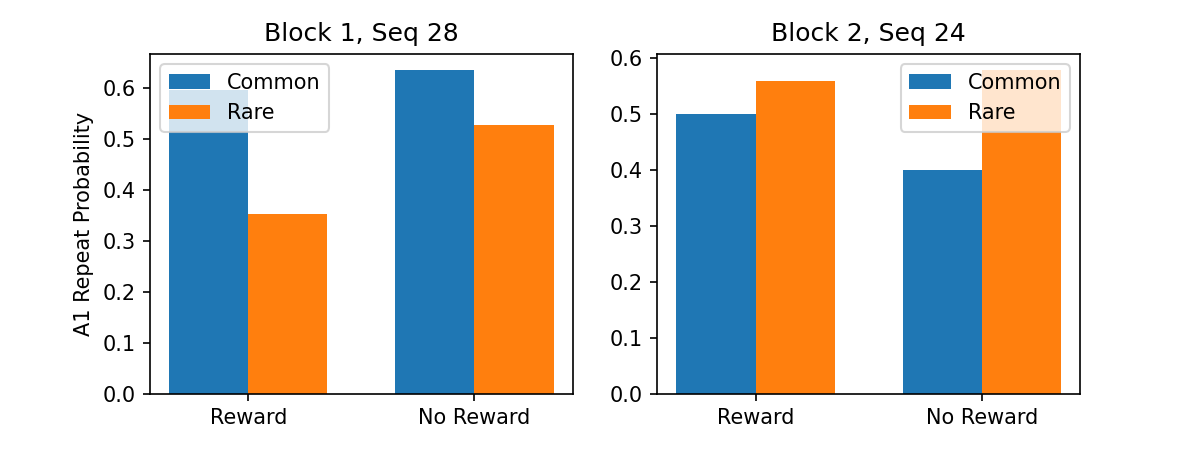 Block 1, Seq 28
A1 Repeat Probability
0.6
0.5
0.4
0.3
0.2
0.1
0.0
Common
Rare
Reward
No Reward
Block 2, Seq 24
0.6
0.5
0.4
0.3
0.2
0.1
0.0
Common
Rare
Reward
No Reward